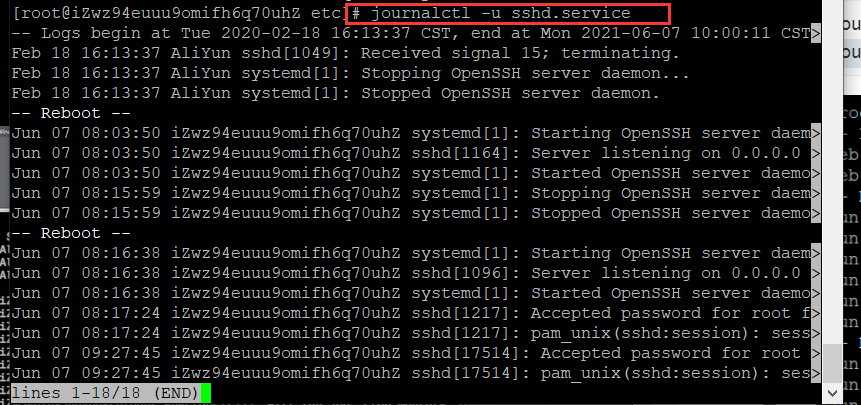 [root@iZwz94euuu9omifh6q70uhZ etc]# journalctl -u sshd.service
-- Logs begin at Tue 2020-02-18 16:13:37 CST, end at Mon 2021-06-07 10:00:11 CST>
Feb 18 16:13:37 AliYun sshd[1049]: Received signal 15; terminating.
Feb 18 16:13:37 AliYun systemd[1]: Stopping OpenSSH server daemon...
Feb 18 16:13:37 AliYun systemd[1]: Stopped OpenSSH server daemon.
-- Reboot --
Jun 07 08:03:50 iZwz94euuu9omifh6q70uhZ systemd[1]: Starting OpenSSH server daem>
Jun 07 08:03:50 iZwz94euuu9omifh6q70uhZ sshd[1164]: Server listening on 0.0.0.0 >
Jun 07 08:03:50 iZwz94euuu9omifh6q70uhZ systemd[1]: Started OpenSSH server daemo>
Jun 07 08:15:59 iZwz94euuu9omifh6q70uhZ systemd[1]: Stopping OpenSSH server daem>
Jun 07 08:15:59 iZwz94euuu9omifh6q70uhZ systemd[1]: Stopped OpenSSH server daemo>
-- Reboot --
Jun 07 08:16:38 iZwz94euuu9omifh6q70uhZ systemd[1]: Starting OpenSSH server daem>
Jun 07 08:16:38 iZwz94euuu9omifh6q70uhZ sshd[1096]: Server listening on 0.0.0.0 >
Jun 07 08:16:38 iZwz94euuu9omifh6q70uhZ systemd[1]: Started OpenSSH server daemo>
Jun 07 08:17:24 iZwz94euuu9omifh6q70uhZ sshd[1217]: Accepted password for root f>
Jun 07 08:17:24 iZwz94euuu9omifh6q70uhZ sshd[1217]: pam_unix(sshd:session): sess>
Jun 07 09:27:45 iZwz94euuu9omifh6q70uhZ sshd[17514]: Accepted password for root >
Jun 07 09:27:45 iZwz94euuu9omifh6q70uhZ sshd[17514]: pam_unix(sshd:session): ses>
lines 1-18/18 (END)